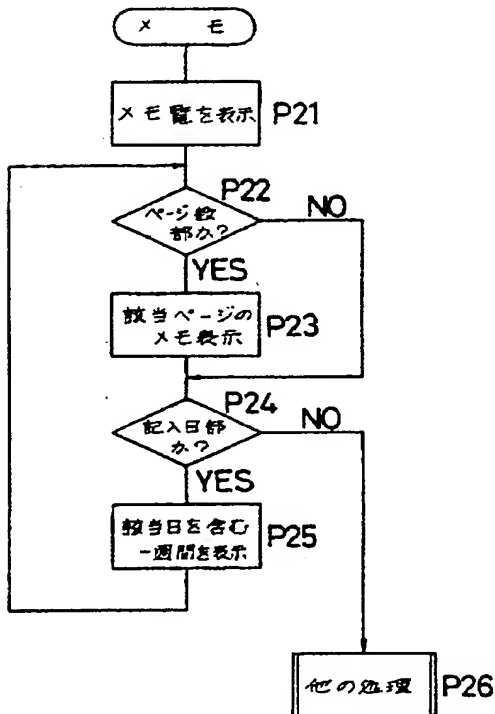 メモ
メモ覧を表示
P21
P22
ページ数
部か?
NO
YES
該当ページの
メモ表示
P23
P24
記入日部
か?
NO
YES
該当日を含む
一週間を表示
P25
他の処理
P26